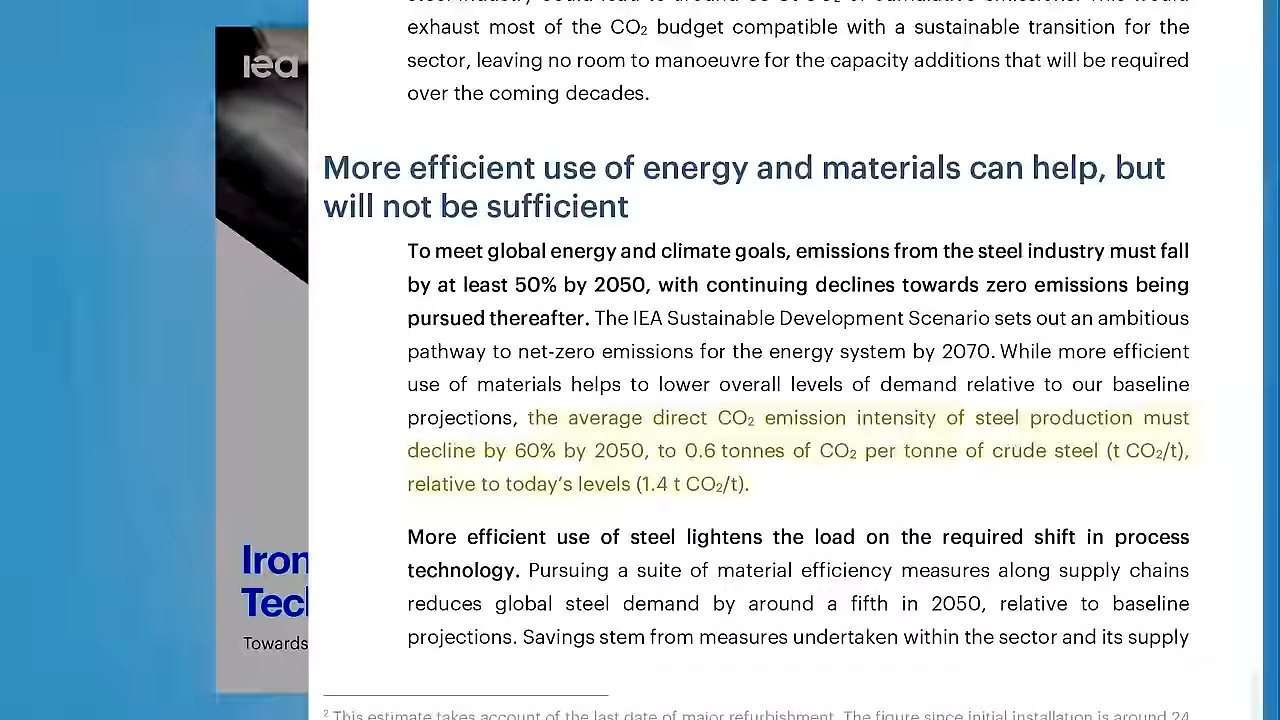 exhaust most of the CO₂ budget compatible with a sustainable transition for the
sector, leaving no room to manoeuvre for the capacity additions that will be required
over the coming decades.
iea
More efficient use of energy and materials can help, but
will not be sufficient
To meet global energy and climate goals, emissions from the steel industry must fall
by at least 50% by 2050, with continuing declines towards zero emissions being
pursued thereafter. The IEA Sustainable Development Scenario sets out an ambitious
pathway to net-zero emissions for the energy system by 2070. While more efficient
use of materials helps to lower overall levels of demand relative to our baseline
projections, the average direct CO₂ emission intensity of steel production must
decline by 60% by 2050, to 0.6 tonnes of CO₂ per tonne of crude steel (t CO₂/t),
relative to today’s levels (1.4 t CO₂/t).
More efficient use of steel lightens the load on the required shift in process
technology. Pursuing a suite of material efficiency measures along supply chains
reduces global steel demand by around a fifth in 2050, relative to baseline
projections. Savings stem from measures undertaken within the sector and its supply
Iron
Tec
Towards
² This estimate takes account of the last date of major refurbishment. The figure since initial installation is around 24